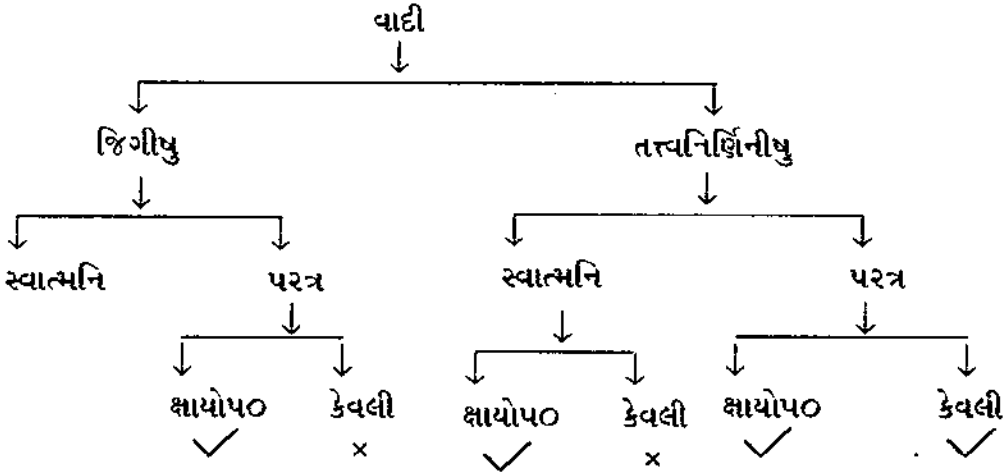 વાદી
જિગીષુ તત્ત્વનિર્ણિનીષુ
સ્વાત્મનિ પરત્ર સ્વાત્મનિ પરત્ર
ક્ષાયોપ૦ કેવલી ક્ષાયોપ૦ કેવલી ક્ષાયોપ૦ કેવલી
✓ × ✓ × ✓ ✓